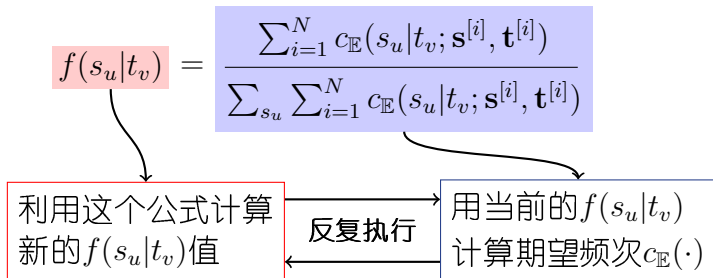 f(s_u|t_v) = \frac{\sum_{i=1}^{N} c_{\mathbb{E}}(s_u|t_v; \mathbf{s}^{[i]}, \mathbf{t}^{[i]})}{\sum_{s_u} \sum_{i=1}^{N} c_{\mathbb{E}}(s_u|t_v; \mathbf{s}^{[i]}, \mathbf{t}^{[i]})}
利用这个公式计算
新的f(s_u|t_v)值
反复执行
用当前的f(s_u|t_v)
计算期望频次c_{\mathbb{E}}(·)